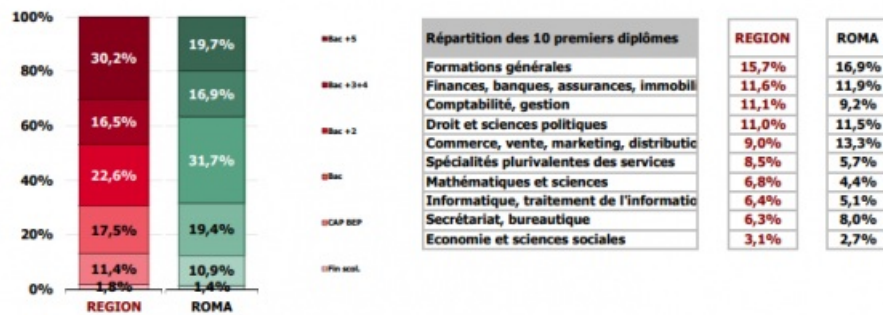 100%
80%
60%
40%
20%
0%
30,2%
16,5%
22,6%
17,5%
11,4%
1,8%
REGION
19,7%
16,9%
31,7%
19,4%
10,9%
1,4%
ROMA
Bac +5
Bac +3+4
Bac +2
Bac
CAP BEP
Fin scol.
Répartition des 10 premiers diplômes REGION ROMA
Formations générales 15,7% 16,9%
Finances, banques, assurances, immobili 11,6% 11,9%
Comptabilité, gestion 11,1% 9,2%
Droit et sciences politiques 11,0% 11,5%
Commerce, vente, marketing, distributio 9,0% 13,3%
Spécialités plurivalentes des services 8,5% 5,7%
Mathématiques et sciences 6,8% 4,4%
Informatique, traitement de l'informatio 6,4% 5,1%
Secrétariat, bureautique 6,3% 8,0%
Economie et sciences sociales 3,1% 2,7%